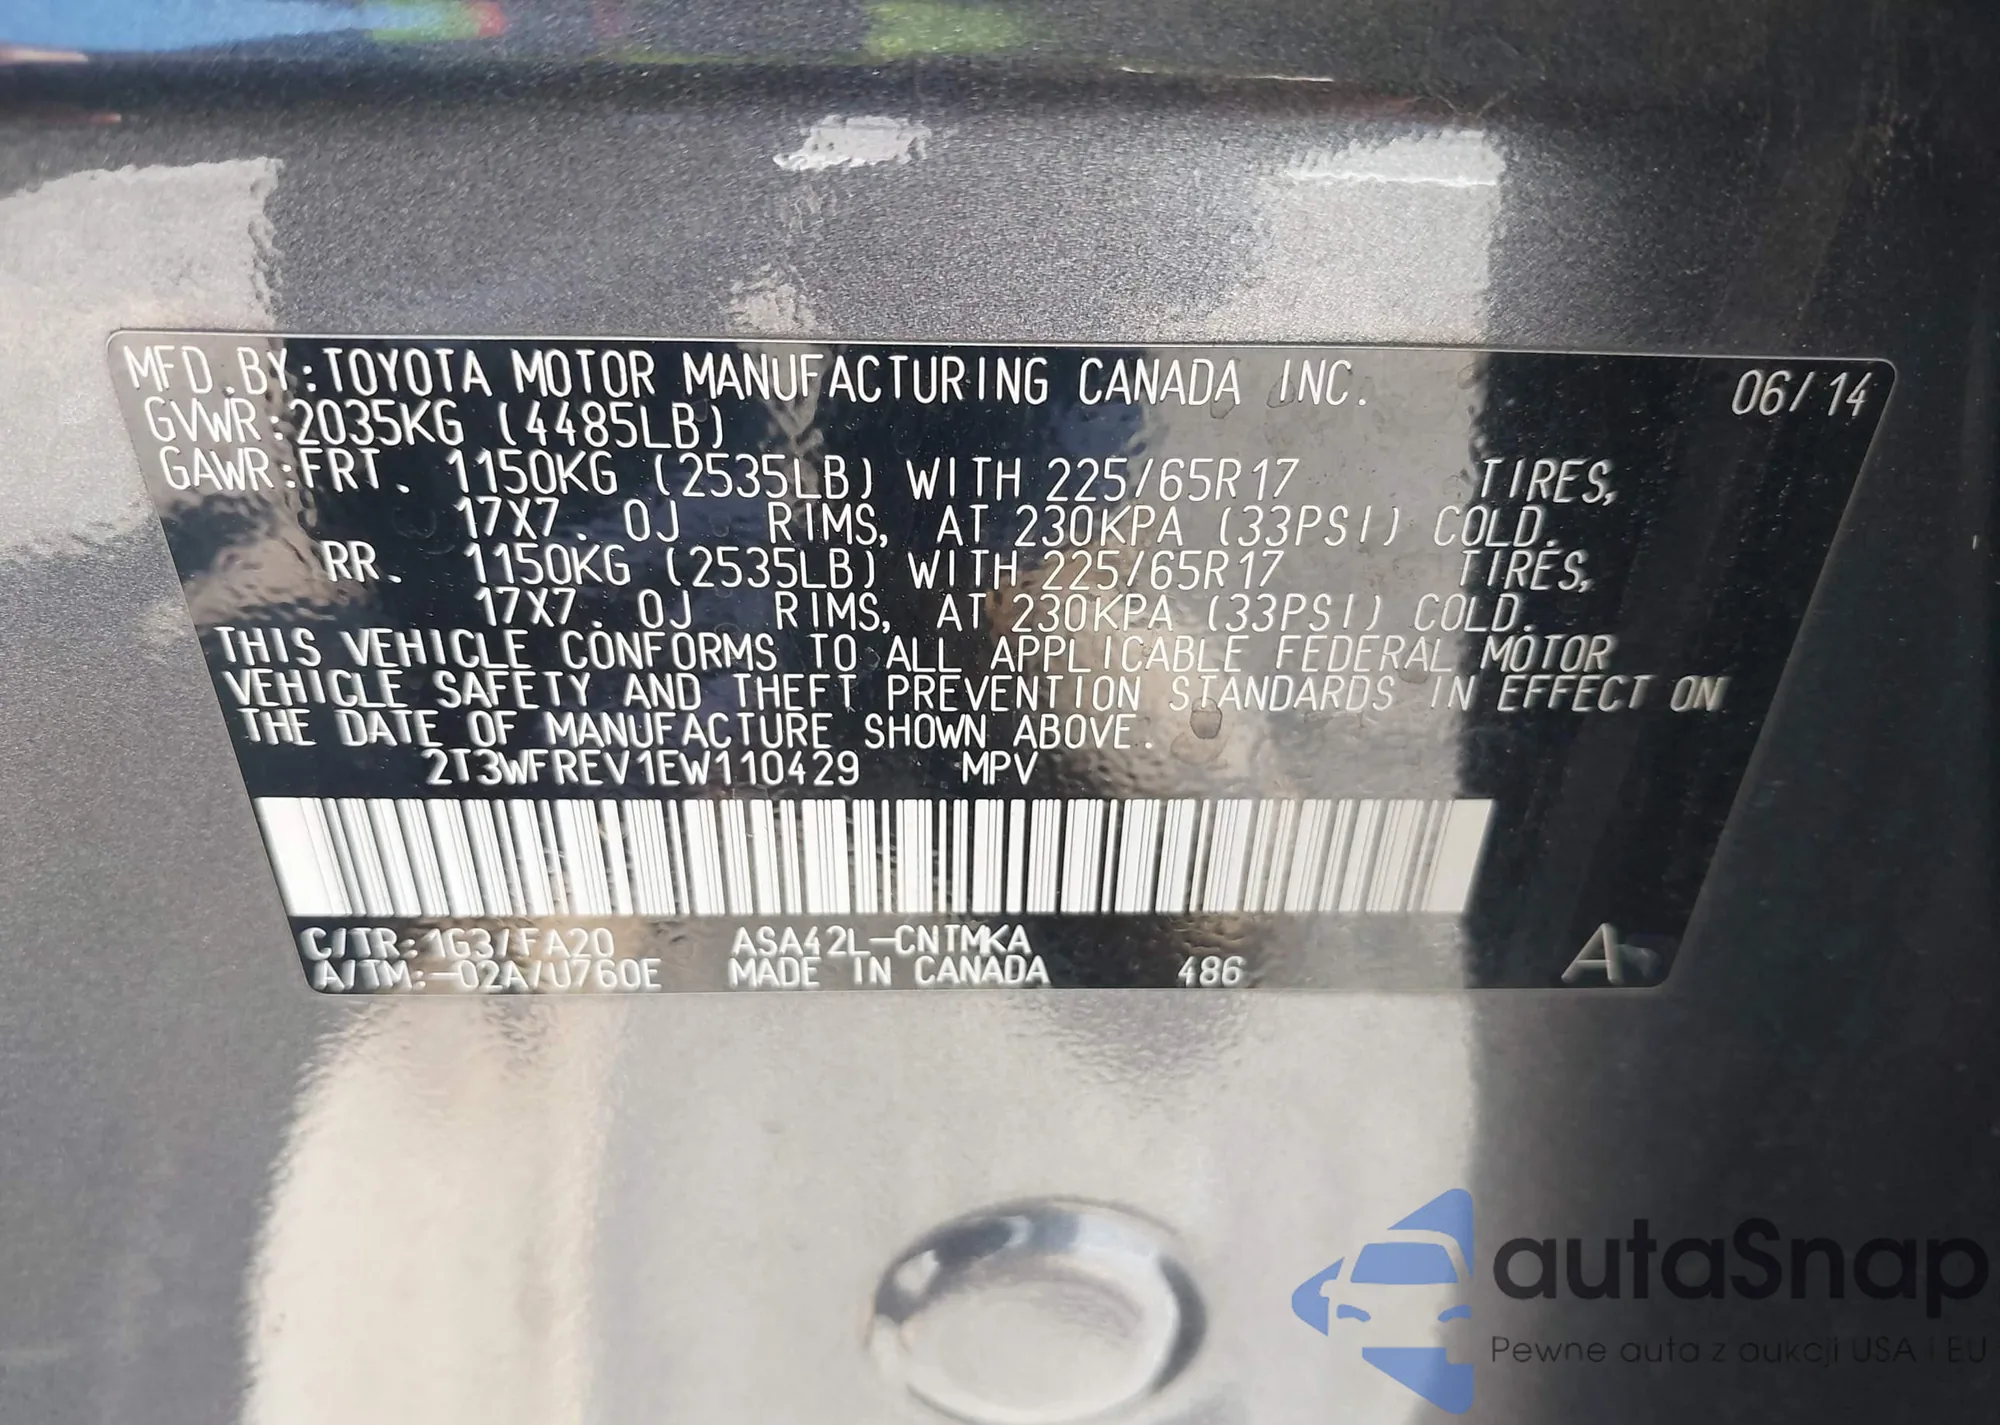 MFD.BY:TOYOTA MOTOR MANUFACTURING CANADA INC. 06/14
GVWR:2035KG (4485LB)
GAWR:FRT. 1150KG (2535LB) WITH 225/65R17 TIRES,
17X7. 0J RIMS, AT 230KPA (33PSI) COLD.
RR. 1150KG (2535LB) WITH 225/65R17 TIRES,
17X7. 0J RIMS, AT 230KPA (33PSI) COLD.
THIS VEHICLE CONFORMS TO ALL APPLICABLE FEDERAL MOTOR
VEHICLE SAFETY AND THEFT PREVENTION STANDARDS IN EFFECT ON
THE DATE OF MANUFACTURE SHOWN ABOVE.
2T3WFREV1EW110429 MPV
C/TR:1G3/FA20 ASA42L-CNTMKA
A/TM:-02A/U760E MADE IN CANADA 486 A
autaSnap
Pewne auta z aukcji USA i EU